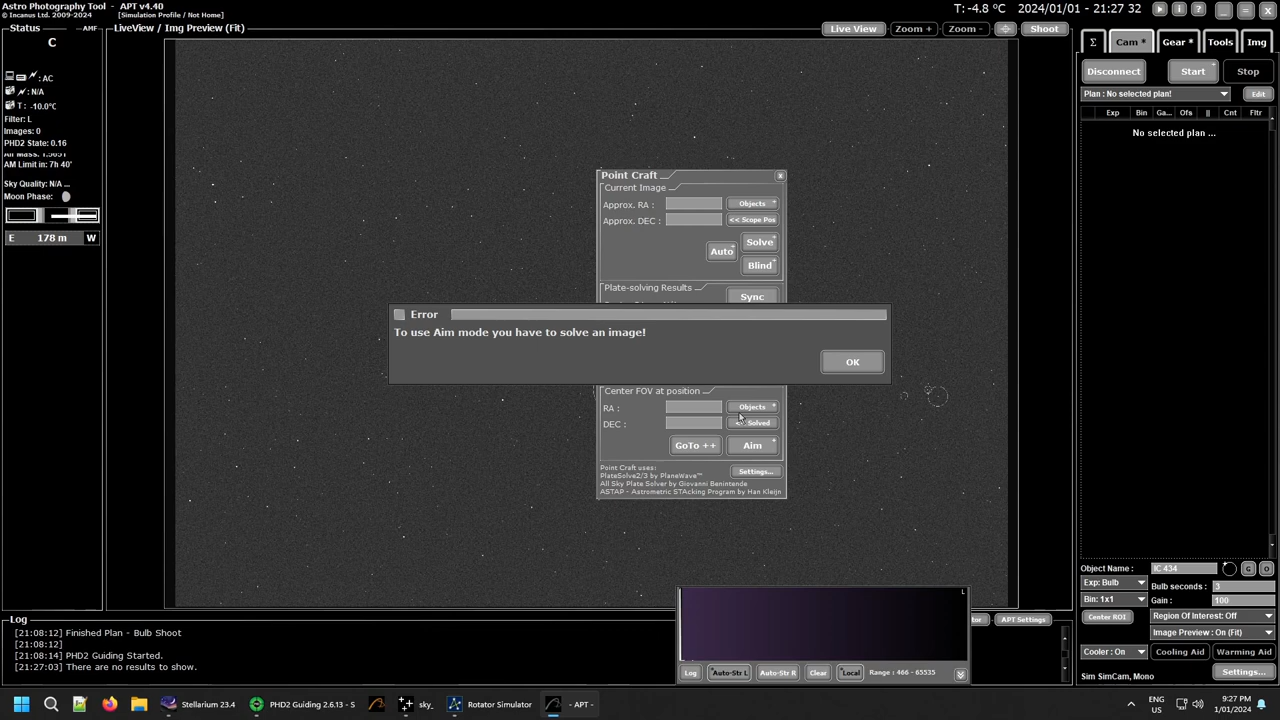 Astro Photography Tool - APT v4.40
© Incanus Ltd. 2009-2024
[Simulation Profile / Not Home]
T: -4.8 ºC 2024/01/01 - 21:27 32
Status
AMF
C
: AC
: N/A
T : -10.0°C
Filter: L
Images: 0
PHD2 State: 0.16
Air Mass: 1.5651
AM Limit in: 7h 40'
Sky Quality: N/A ...
Moon Phase:
E 178 m W
LiveView / Img Preview (Fit)
Live View Zoom + Zoom - Shoot
Σ Cam * Gear * Tools Img
Disconnect Start Stop
Plan : No selected plan! Edit
Exp Bin Ga... Ofs || Cnt Fltr
No selected plan ...
Point Craft
Current Image
Approx. RA : Objects
Approx. DEC : << Scope Pos
Auto Solve
Blind
Plate-solving Results
Sync
Error
To use Aim mode you have to solve an image!
OK
Center FOV at position
RA : Objects
DEC : << Solved
GoTo ++ Aim
Point Craft uses:
Settings...
PlateSolve2/3 by PlaneWave™
All Sky Plate Solver by Giovanni Benintende
ASTAP - Astrometric STAcking Program by Han Kleijn
Object Name : IC 434 G O
Exp: Bulb Bulb seconds : 3
Bin: 1x1 Gain : 100
Center ROI Region Of Interest: Off
Image Preview : On (Fit)
Cooler : On Cooling Aid Warming Aid
Sim SimCam, Mono Settings...
Log
[21:08:12] Finished Plan - Bulb Shoot
[21:08:12]
[21:08:14] PHD2 Guiding Started.
[21:27:03] There are no results to show.
APT Settings
L
Log Auto-Str L Auto-Str R Clear Local Range : 466 - 65535
Stellarium 23.4
PHD2 Guiding 2.6.13 - S
sky_
Rotator Simulator
- APT -
ENG
US
9:27 PM
1/01/2024